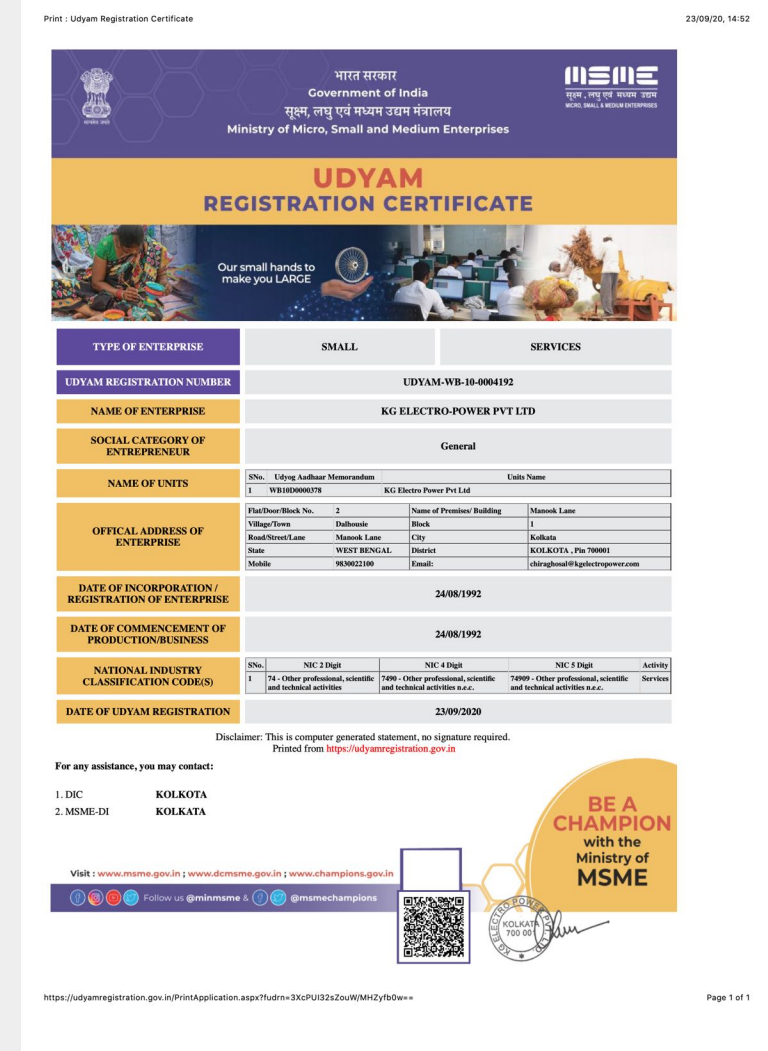 Print : Udyam Registration Certificate 23/09/20, 14:52
भारत सरकार
Government of India
सूक्ष्म, लघु एवं मध्यम उद्यम मंत्रालय
Ministry of Micro, Small and Medium Enterprises
सत्यमेव जयते
MSME
सूक्ष्म, लघु एवं मध्यम उद्यम
MICRO, SMALL & MEDIUM ENTERPRISES
UDYAM
REGISTRATION CERTIFICATE
Our small hands to
make you LARGE
TYPE OF ENTERPRISE SMALL SERVICES
UDYAM REGISTRATION NUMBER UDYAM-WB-10-0004192
NAME OF ENTERPRISE KG ELECTRO-POWER PVT LTD
SOCIAL CATEGORY OF
ENTREPRENEUR General
NAME OF UNITS
SNo. Udyog Aadhaar Memorandum Units Name
1 WB10D0000378 KG Electro Power Pvt Ltd
OFFICAL ADDRESS OF
ENTERPRISE
Flat/Door/Block No. 2 Name of Premises/ Building Manook Lane
Village/Town Dalhousie Block 1
Road/Street/Lane Manook Lane City Kolkata
State WEST BENGAL District KOLKATA , Pin 700001
Mobile 9830022100 Email: chiraghosal@kgelectropower.com
DATE OF INCORPORATION /
REGISTRATION OF ENTERPRISE 24/08/1992
DATE OF COMMENCEMENT OF
PRODUCTION/BUSINESS 24/08/1992
NATIONAL INDUSTRY
CLASSIFICATION CODE(S)
SNo. NIC 2 Digit NIC 4 Digit NIC 5 Digit Activity
1 74 - Other professional, scientific 7490 - Other professional, scientific 74909 - Other professional, scientific Services
and technical activities and technical activities n.e.c. and technical activities n.e.c.
DATE OF UDYAM REGISTRATION 23/09/2020
Disclaimer: This is computer generated statement, no signature required.
Printed from https://udyamregistration.gov.in
For any assistance, you may contact:
1. DIC KOLKOTA
2. MSME-DI KOLKATA
BE A
CHAMPION
with the
Ministry of
MSME
Visit : www.msme.gov.in ; www.dcmsme.gov.in ; www.champions.gov.in
Follow us @minmsme & @msmechampions
KG ELECTRO POWER PVT. LTD.
KOLKATA
700 001
https://udyamregistration.gov.in/PrintApplication.aspx?fudrn=3XcPUI32sZouW/MHZyfb0w== Page 1 of 1